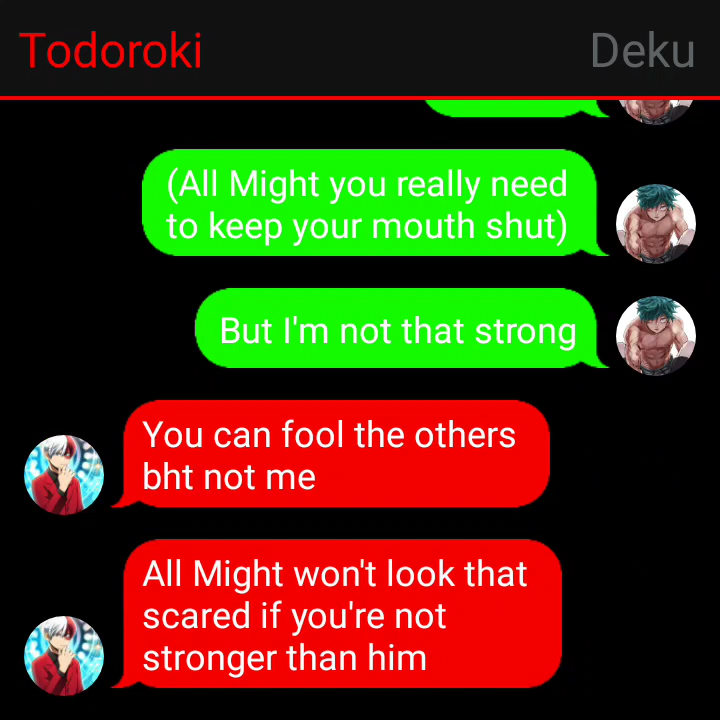 Todoroki
Deku
(All Might you really need
to keep your mouth shut)
But I'm not that strong
You can fool the others
bht not me
All Might won't look that
scared if you're not
stronger than him